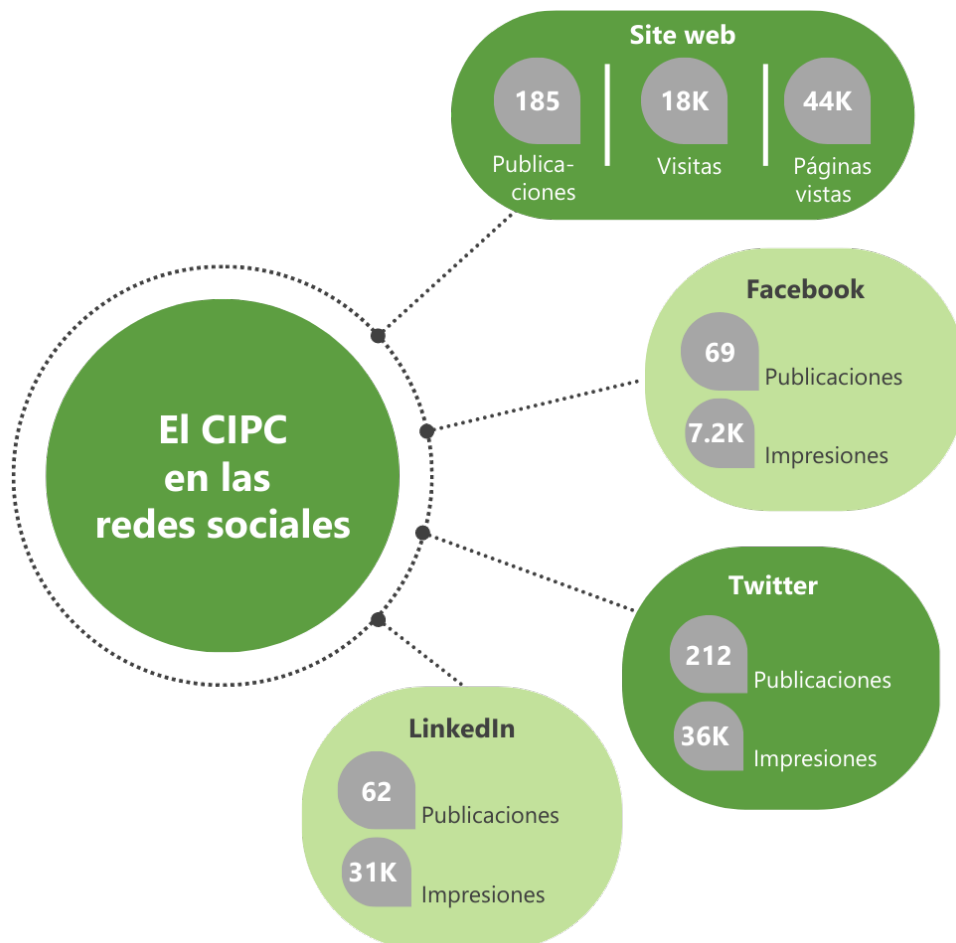 Site web
185
18K
44K
Publica-
ciones
Visitas
Páginas
vistas
El CIPC
en las
redes sociales
Facebook
69
Publicaciones
7.2K
Impresiones
Twitter
212
Publicaciones
36K
Impresiones
LinkedIn
62
Publicaciones
31K
Impresiones